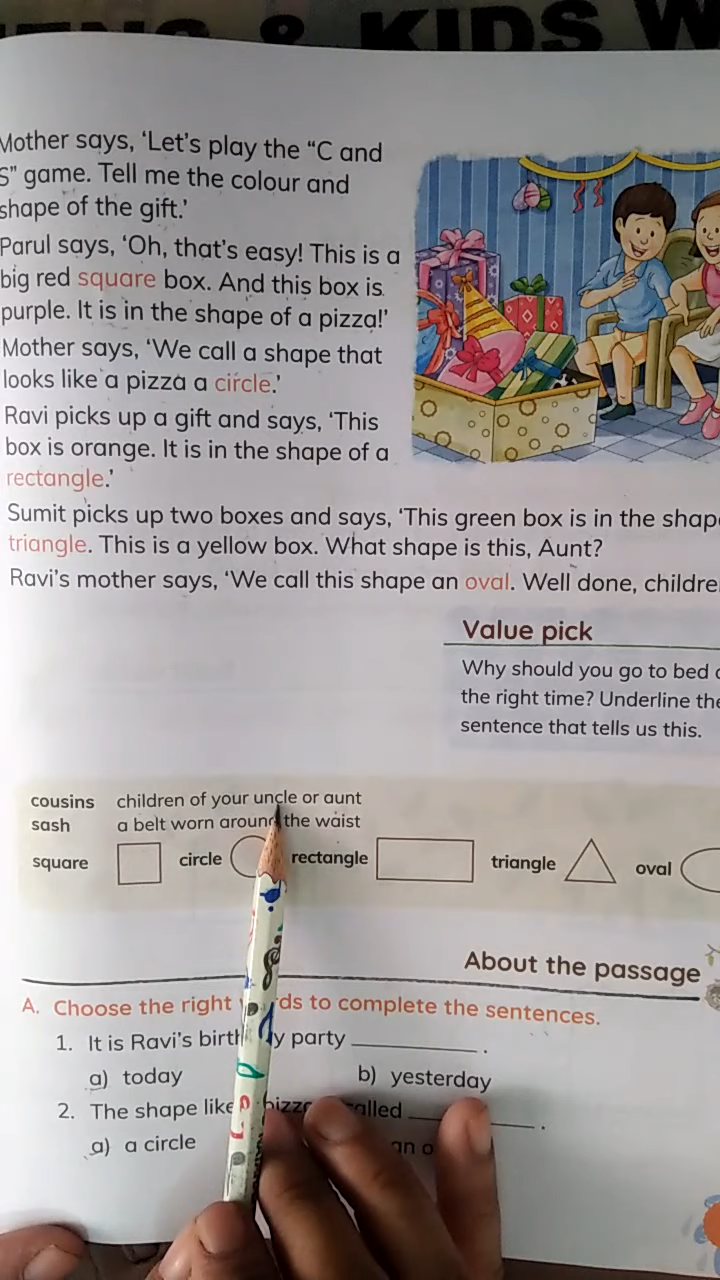 & KIDS W
Mother says, ‘Let’s play the “C and
S” game. Tell me the colour and
shape of the gift.’
Parul says, ‘Oh, that’s easy! This is a
big red square box. And this box is
purple. It is in the shape of a pizza!’
Mother says, ‘We call a shape that
looks like a pizza a circle.’
Ravi picks up a gift and says, ‘This
box is orange. It is in the shape of a
rectangle.’
Sumit picks up two boxes and says, ‘This green box is in the shap
triangle. This is a yellow box. What shape is this, Aunt?
Ravi’s mother says, ‘We call this shape an oval. Well done, childre
Value pick
Why should you go to bed
the right time? Underline the
sentence that tells us this.
cousins children of your uncle or aunt
sash a belt worn around the waist
square circle rectangle triangle oval
About the passage
A. Choose the right ds to complete the sentences.
1. It is Ravi’s birth y party ________ .
a) today b) yesterday
2. The shape like pizza alled ________ .
a) a circle an o